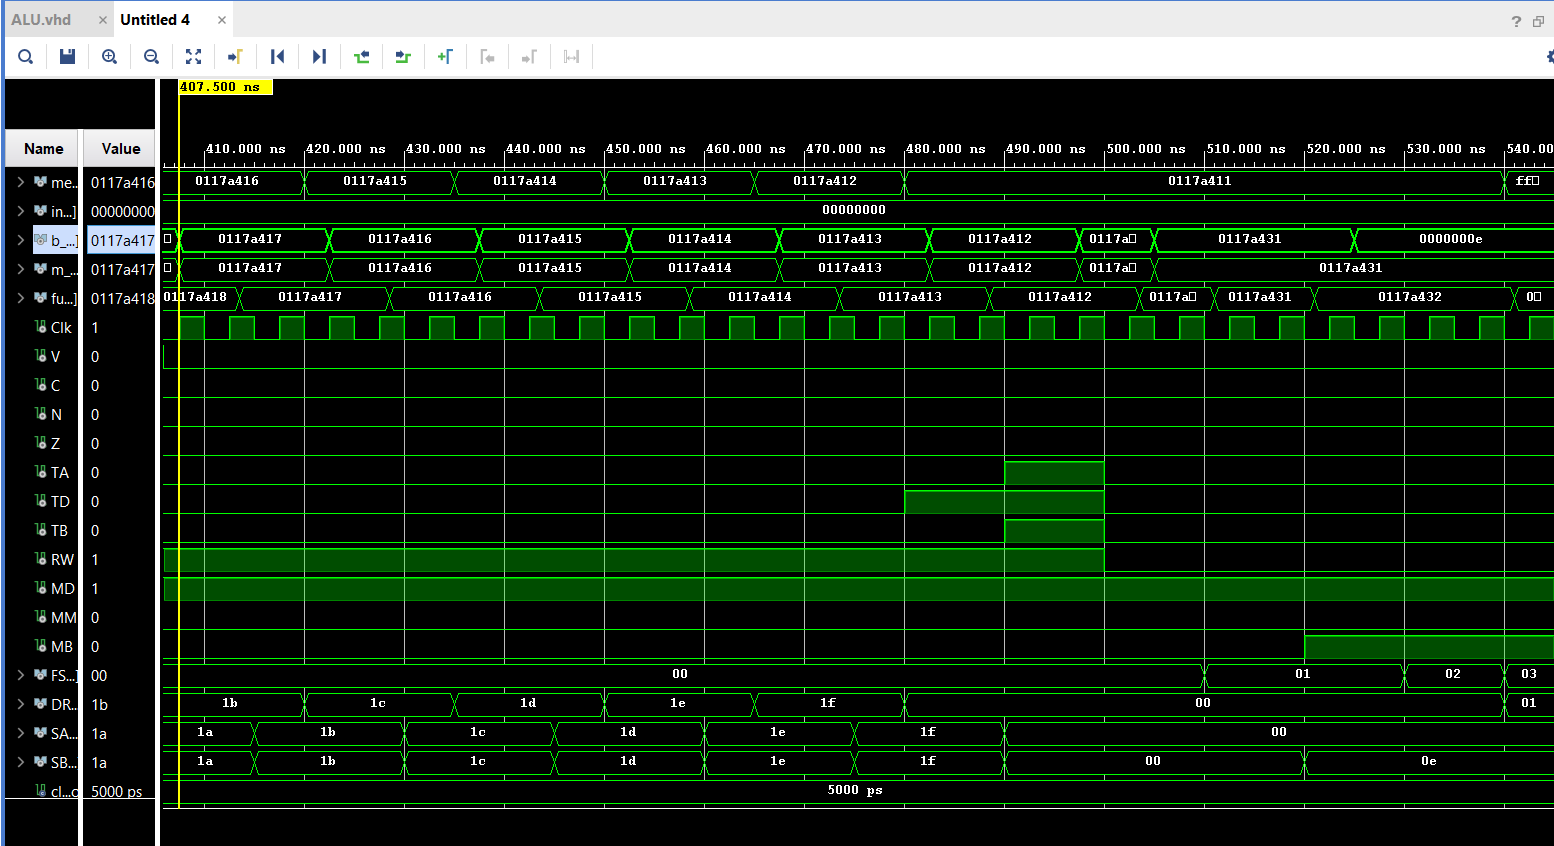 ALU.vhd × Untitled 4 ×
?
407.500 ns
Name Value
410.000 ns 420.000 ns 430.000 ns 440.000 ns 450.000 ns 460.000 ns 470.000 ns 480.000 ns 490.000 ns 500.000 ns 510.000 ns 520.000 ns 530.000 ns 540.00
me.. 0117a416 0117a416 0117a415 0117a414 0117a413 0117a412 0117a411 ff□
in...] 00000000 00000000
b_...] 0117a417 □ 0117a417 0117a416 0117a415 0117a414 0117a413 0117a412 0117a□ 0117a431 0000000e
m_... 0117a417 □ 0117a417 0117a416 0117a415 0117a414 0117a413 0117a412 0117a□ 0117a431
fu...] 0117a418 0117a418 0117a417 0117a416 0117a415 0117a414 0117a413 0117a412 0117a□ 0117a431 0117a432 0□
Clk 1
V 0
C 0
N 0
Z 0
TA 0
TD 0
TB 0
RW 1
MD 1
MM 0
MB 0
FS...] 00 00 01 02 03
DR... 1b 1b 1c 1d 1e 1f 00 01
SA... 1a 1a 1b 1c 1d 1e 1f 00
SB... 1a 1a 1b 1c 1d 1e 1f 00 0e
cl...o 5000 ps 5000 ps